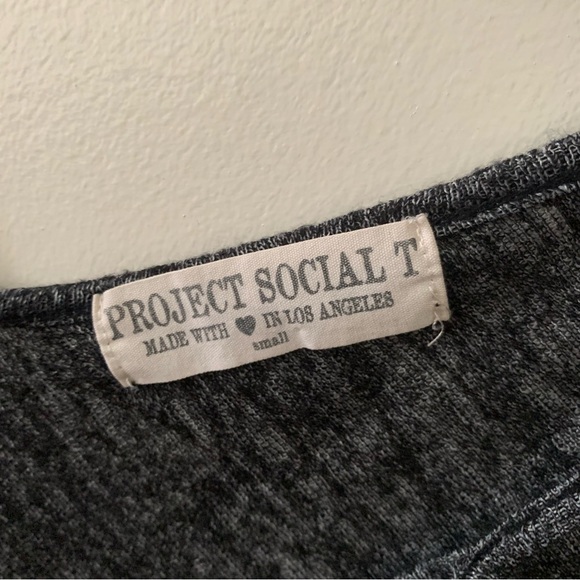 PROJECT SOCIAL T
MADE WITH ♥ IN LOS ANGELES
small